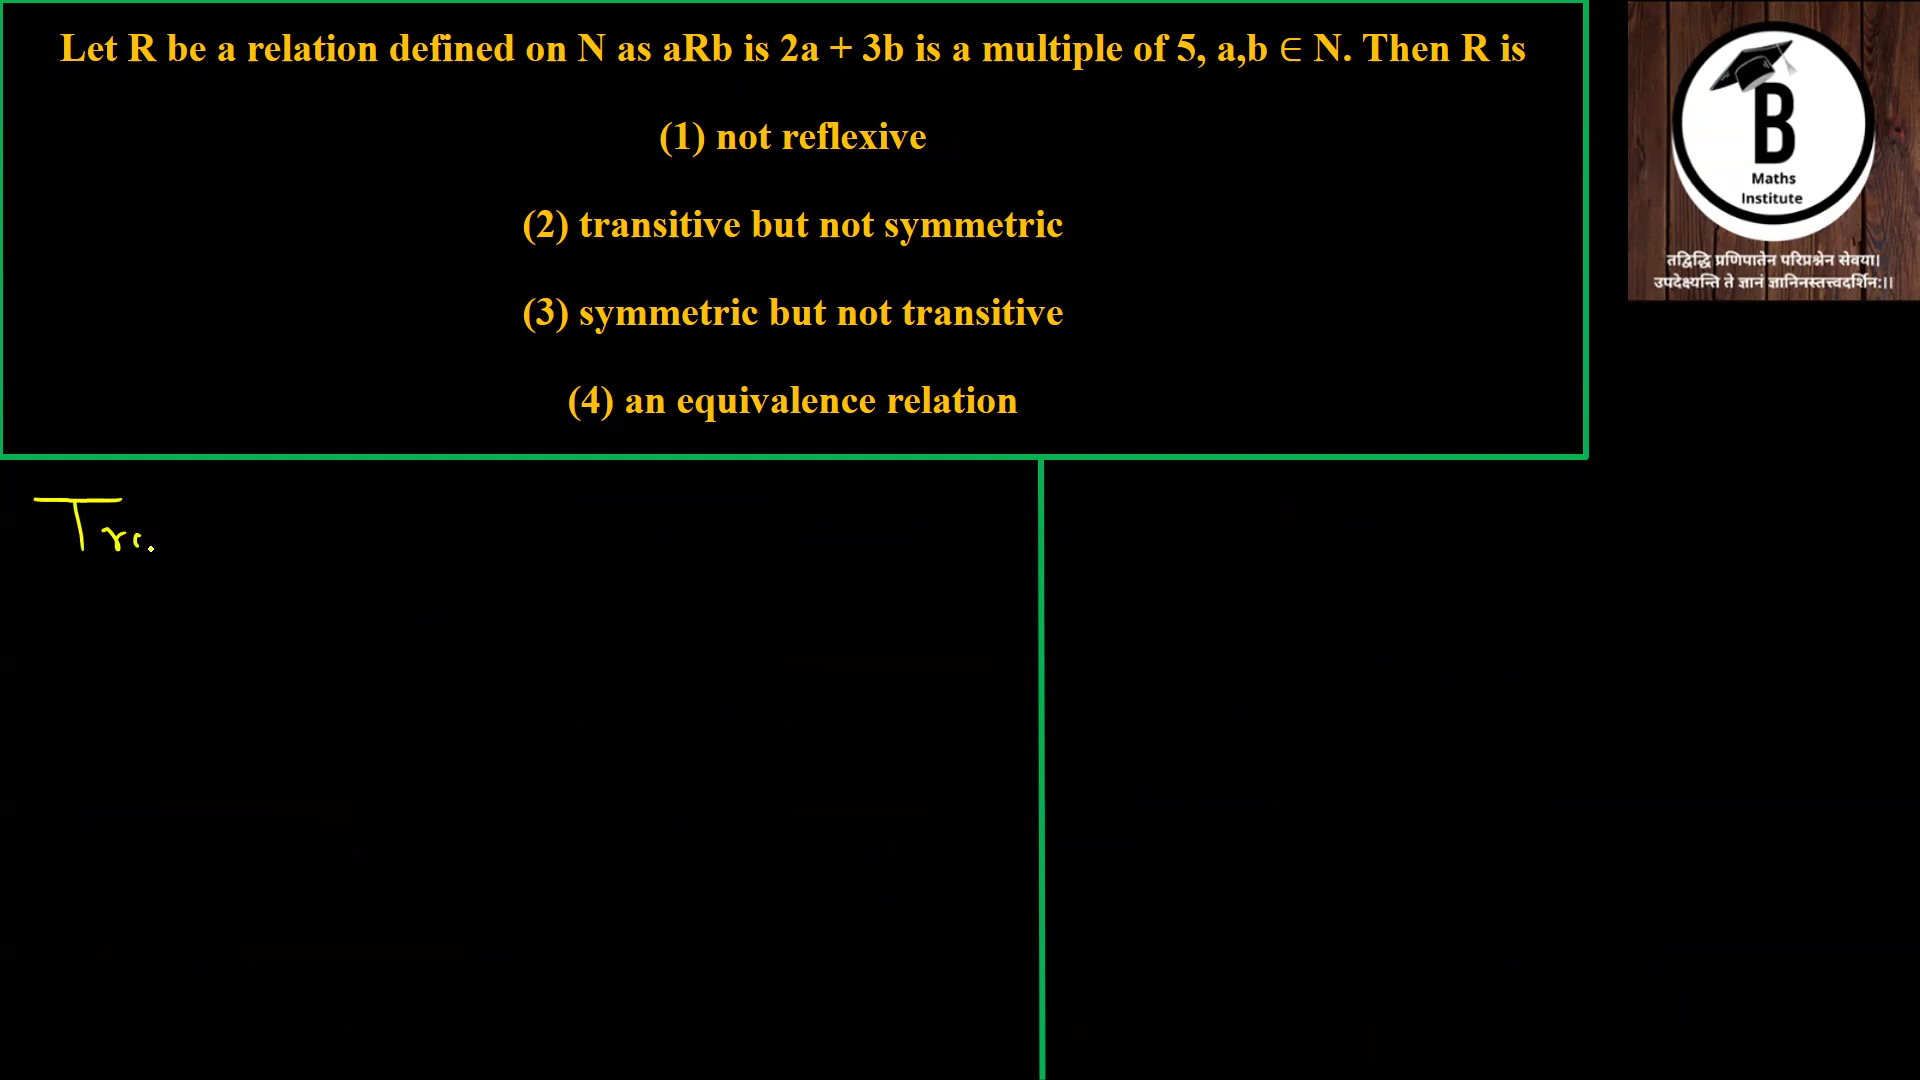 Let R be a relation defined on N as aRb is 2a + 3b is a multiple of 5, a,b ∈ N. Then R is
(1) not reflexive
(2) transitive but not symmetric
(3) symmetric but not transitive
(4) an equivalence relation
B
Maths
Institute
तद्विद्धि प्रणिपातेन परिप्रश्नेन सेवया।
उपदेक्ष्यन्ति ते ज्ञानं ज्ञानिनस्तत्त्वदर्शिन:।।